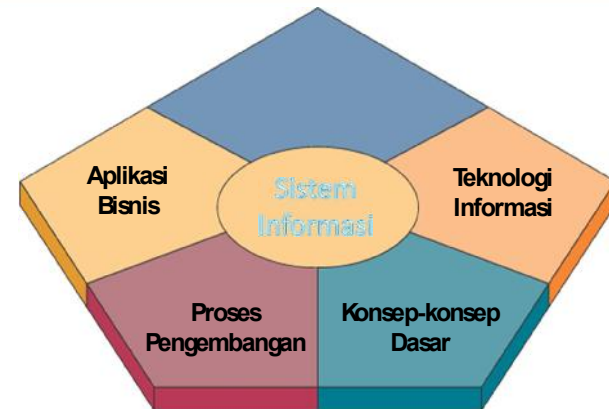 Aplikasi
Bisnis
Sistem
Informasi
Teknologi
Informasi
Proses
Pengembangan
Konsep-konsep
Dasar